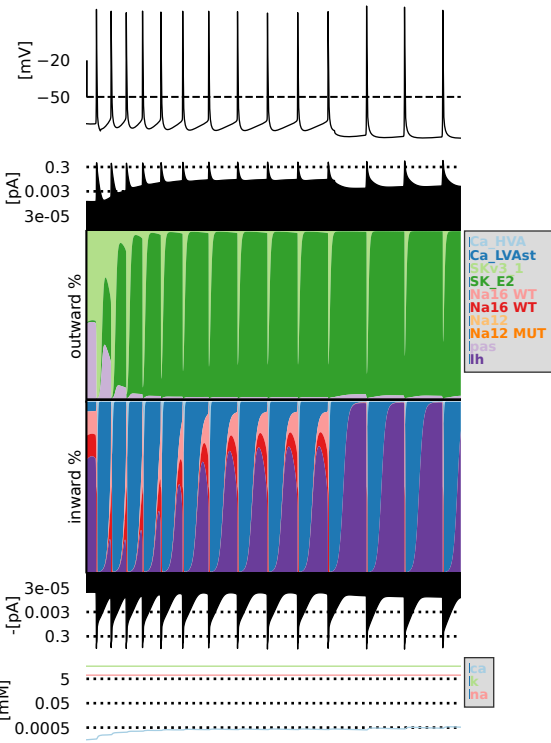 [mV]
−20
−50
[pA]
0.3
0.003
3e-05
outward %
Ca_HVA
Ca_LVAst
SKv3_1
SK_E2
Na16 WT
Na16 WT
Na12
Na12 MUT
pas
Ih
inward %
-[pA]
3e-05
0.003
0.3
[mM]
5
0.05
0.0005
ca
k
na